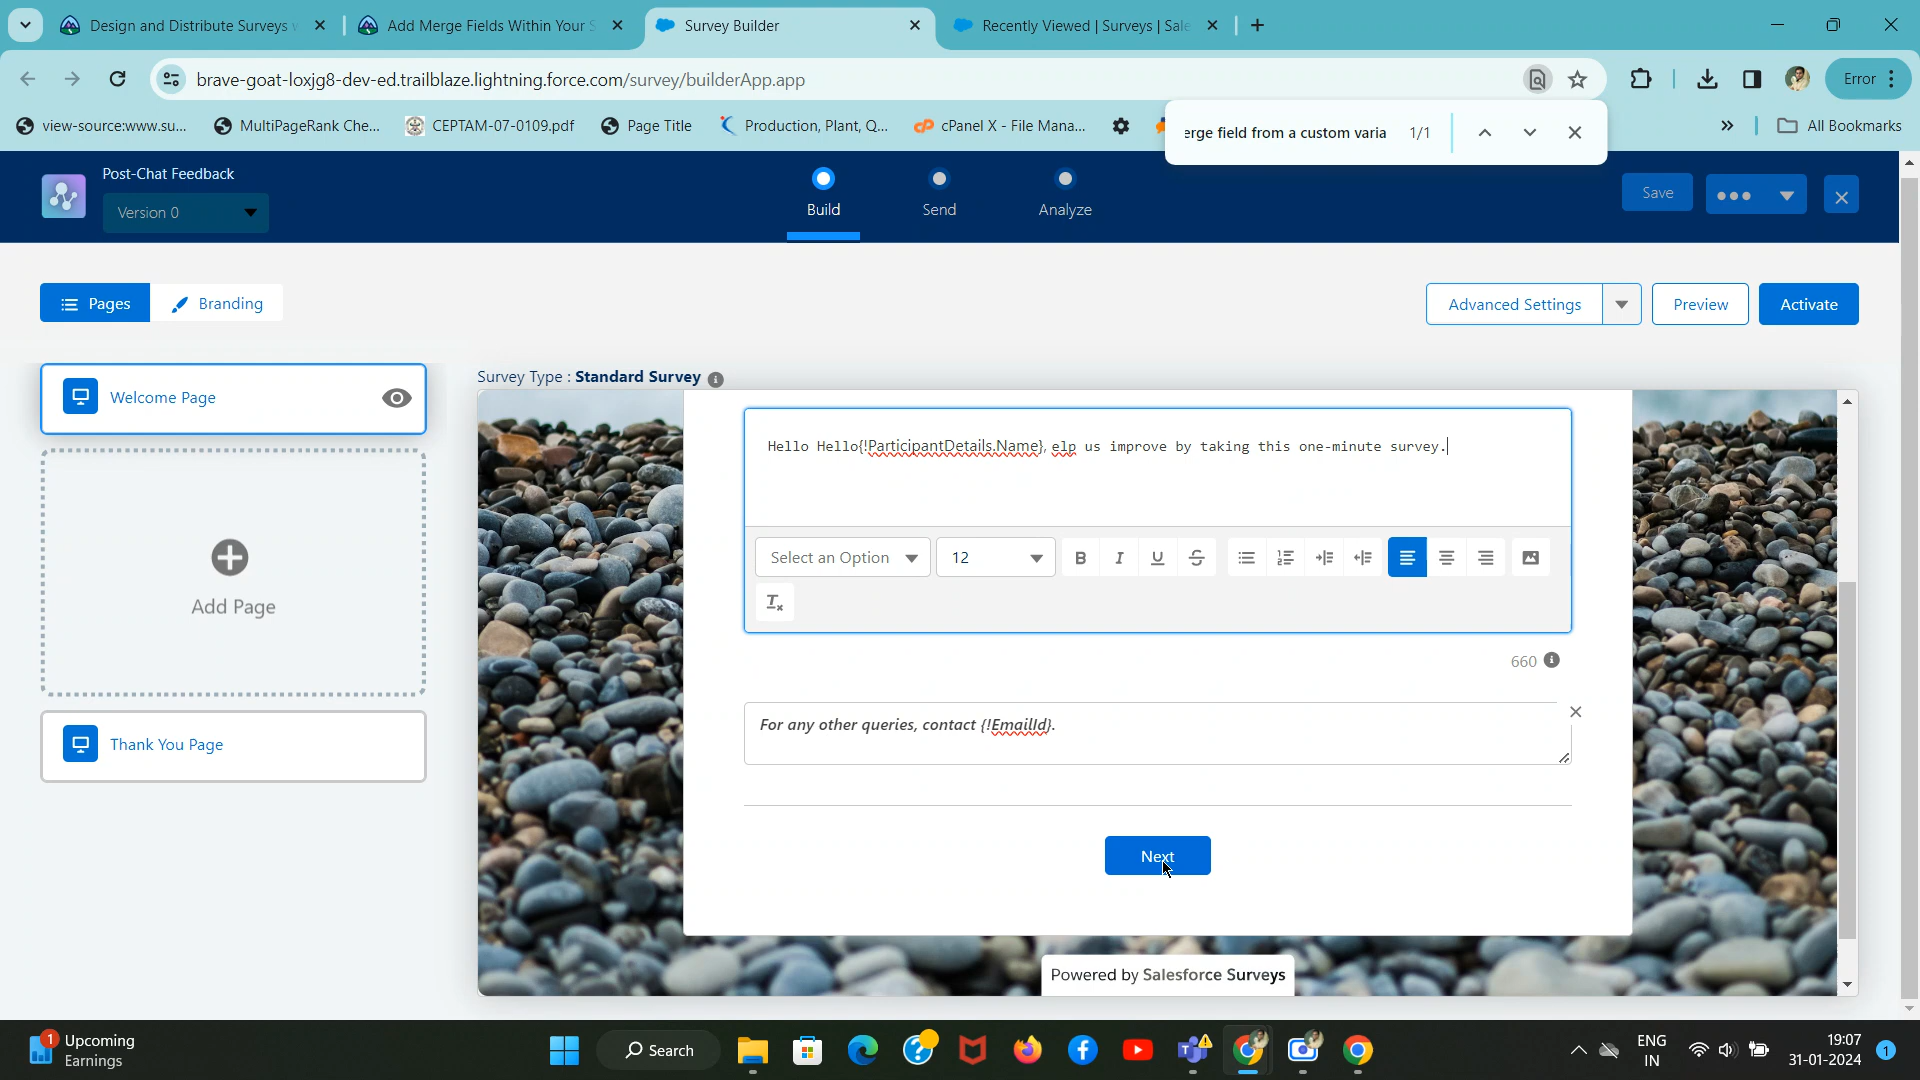 Design and Distribute Surveys
Add Merge Fields Within Your S
Survey Builder
Recently Viewed | Surveys | Sale
brave-goat-loxjg8-dev-ed.trailblaze.lightning.force.com/survey/builderApp.app
Error
view-source:www.su...
MultiPageRank Che...
CEPTAM-07-0109.pdf
Page Title
Production, Plant, Q...
cPanel X - File Mana...
»
All Bookmarks
erge field from a custom varia 1/1
Post-Chat Feedback
Version 0
Build
Send
Analyze
Save
Pages
Branding
Advanced Settings
Preview
Activate
Welcome Page
Add Page
Thank You Page
Survey Type : Standard Survey
Hello Hello{!ParticipantDetails.Name}, elp us improve by taking this one-minute survey.
Select an Option
12
B I U S
660
For any other queries, contact {!EmailId}.
Next
Powered by Salesforce Surveys
1
Upcoming
Earnings
Search
ENG
IN
19:07
31-01-2024
1